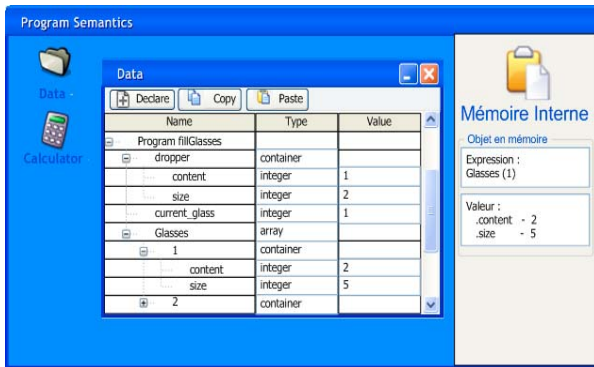 Program Semantics
Data -
Calculator -
Data
Declare Copy Paste
Name Type Value
Program fillGlasses
dropper container
content integer 1
size integer 2
current_glass integer 1
Glasses array
1 container
content integer 2
size integer 5
2 container
Mémoire Interne
Objet en mémoire
Expression :
Glasses (1)
Valeur :
.content - 2
.size - 5